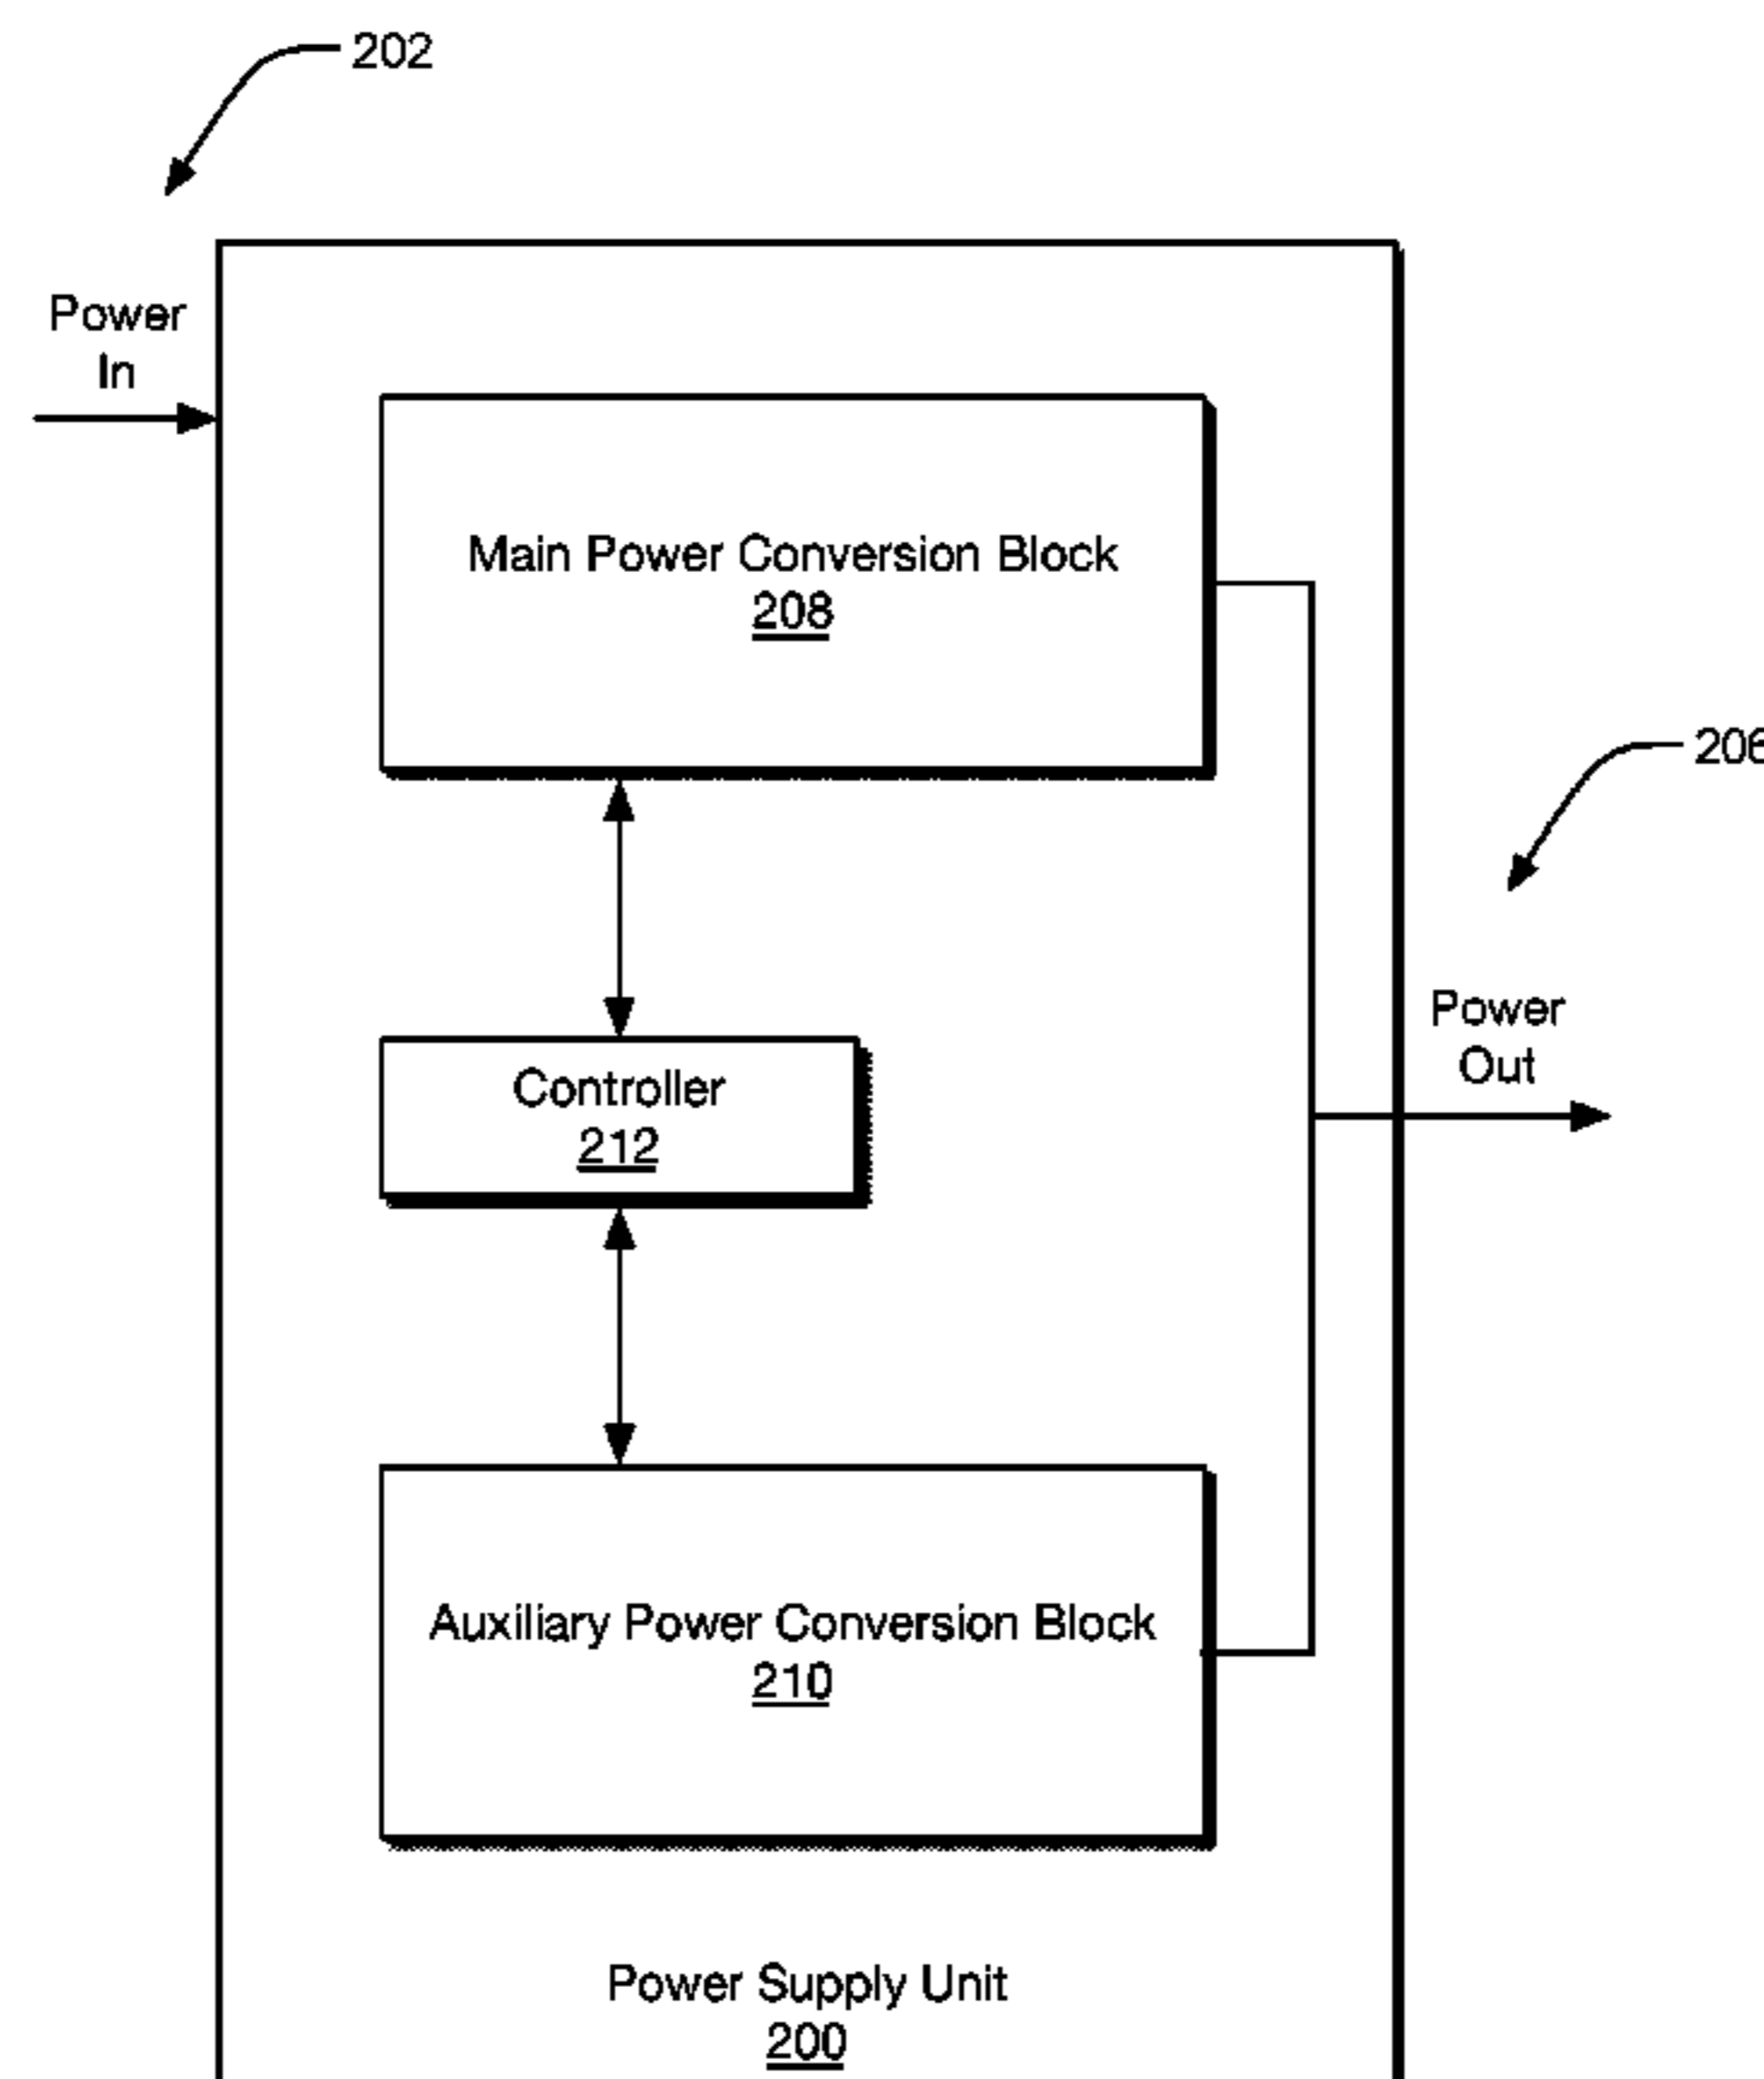 202
Power
In
Main Power Conversion Block
208
206
Power
Out
Controller
212
Auxiliary Power Conversion Block
210
Power Supply Unit
200